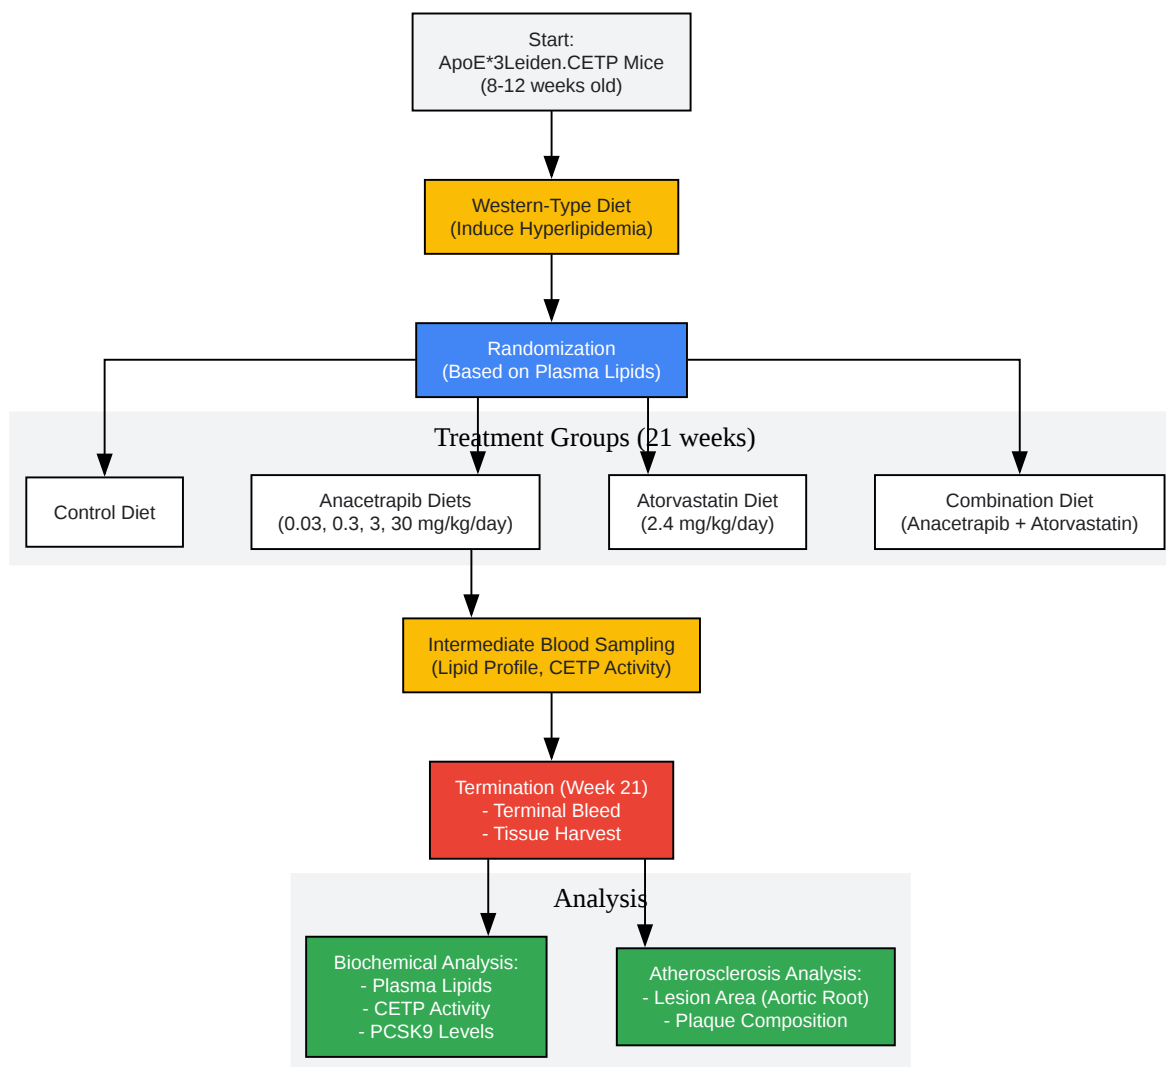 Start:
ApoE*3Leiden.CETP Mice
(8-12 weeks old)
Western-Type Diet
(Induce Hyperlipidemia)
Randomization
(Based on Plasma Lipids)
Treatment Groups (21 weeks)
Control Diet
Anacetrapib Diets
(0.03, 0.3, 3, 30 mg/kg/day)
Atorvastatin Diet
(2.4 mg/kg/day)
Combination Diet
(Anacetrapib + Atorvastatin)
Intermediate Blood Sampling
(Lipid Profile, CETP Activity)
Termination (Week 21)
- Terminal Bleed
- Tissue Harvest
Analysis
Biochemical Analysis:
- Plasma Lipids
- CETP Activity
- PCSK9 Levels
Atherosclerosis Analysis:
- Lesion Area (Aortic Root)
- Plaque Composition